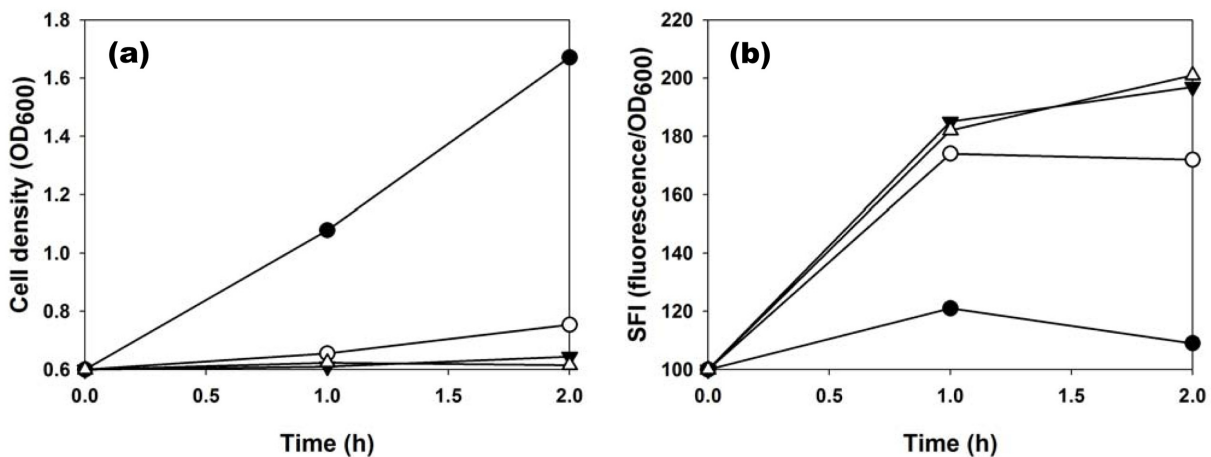 (a)
Cell density (OD600)
1.8
1.6
1.4
1.2
1.0
0.8
0.6
0.0 0.5 1.0 1.5 2.0
Time (h)
(b)
SFI (fluorescence/OD600)
220
200
180
160
140
120
100
0.0 0.5 1.0 1.5 2.0
Time (h)